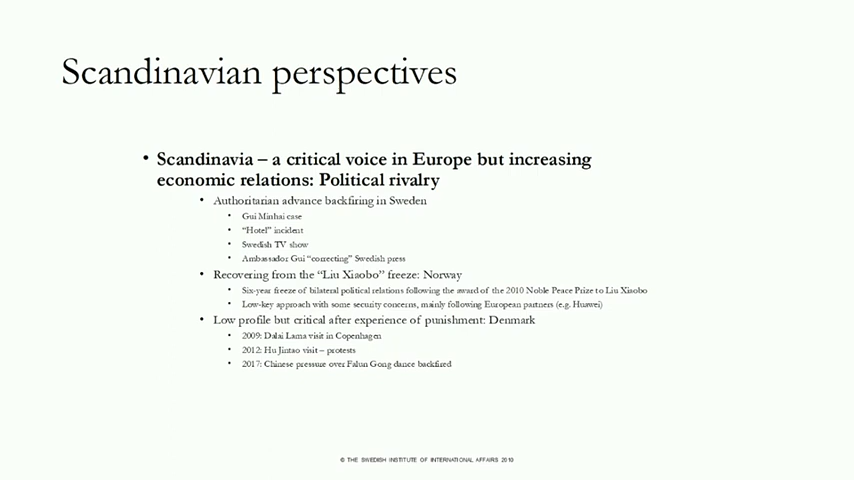 Scandinavian perspectives
• Scandinavia – a critical voice in Europe but increasing
economic relations: Political rivalry
• Authoritarian advance backfiring in Sweden
• Gui Minhai case
• “Hotel” incident
• Swedish TV show
• Ambassador Gui “correcting” Swedish press
• Recovering from the “Liu Xiaobo” freeze: Norway
• Six-year freeze of bilateral political relations following the award of the 2010 Noble Peace Prize to Liu Xiaobo
• Low-key approach with some security concerns, mainly following European partners (e.g. Huawei)
• Low profile but critical after experience of punishment: Denmark
• 2009: Dalai Lama visit in Copenhagen
• 2012: Hu Jintao visit – protests
• 2017: Chinese pressure over Falun Gong dance backfired
© THE SWEDISH INSTITUTE OF INTERNATIONAL AFFAIRS 2019